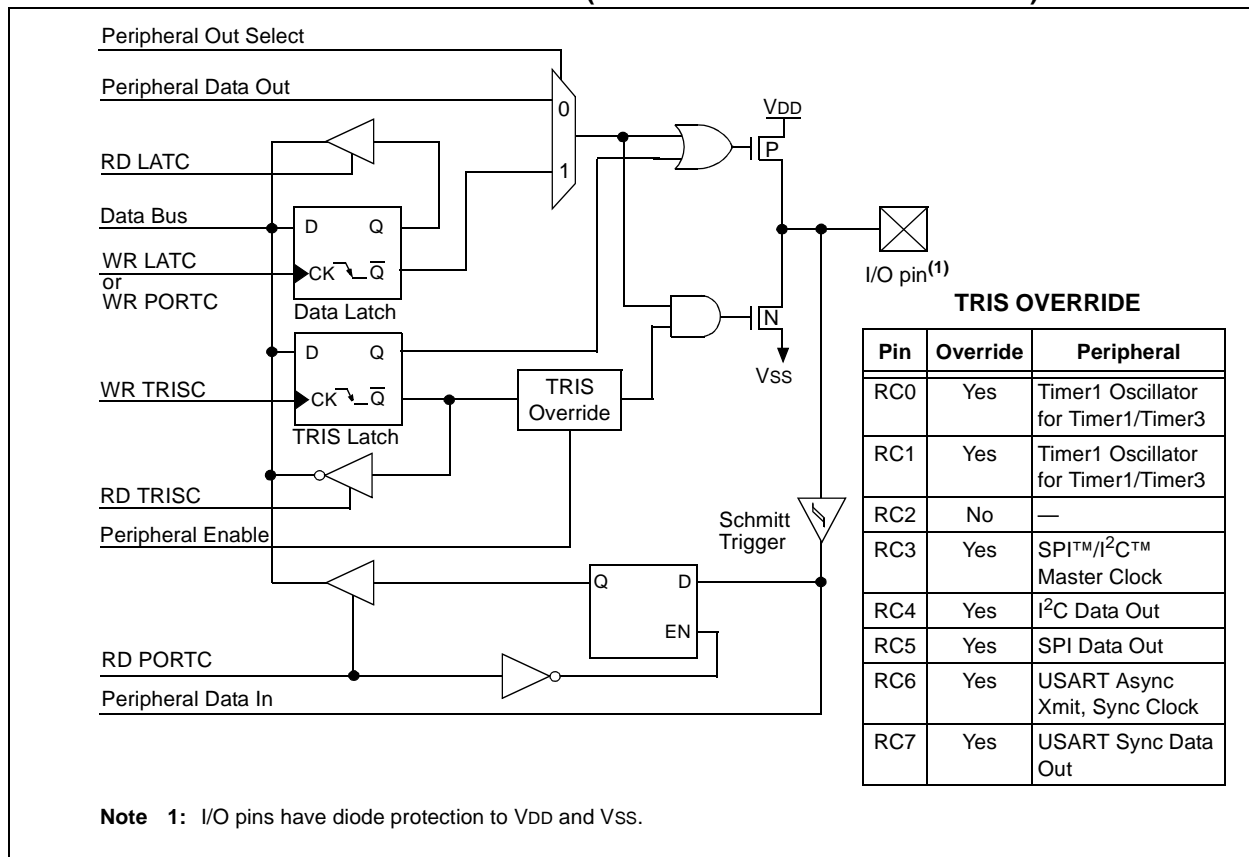 Peripheral Out Select
Peripheral Data Out
0
1
VDD
P
RD LATC
Data Bus
D Q
WR LATC
or
WR PORTC
CK Q
Data Latch
I/O pin(1)
N
VSS
D Q
WR TRISC
CK Q
TRIS Latch
TRIS
Override
RD TRISC
Peripheral Enable
Schmitt
Trigger
Q D
EN
RD PORTC
Peripheral Data In
TRIS OVERRIDE
Pin Override Peripheral
RC0 Yes Timer1 Oscillator
for Timer1/Timer3
RC1 Yes Timer1 Oscillator
for Timer1/Timer3
RC2 No —
RC3 Yes SPI™/I²C™
Master Clock
RC4 Yes I²C Data Out
RC5 Yes SPI Data Out
RC6 Yes USART Async
Xmit, Sync Clock
RC7 Yes USART Sync Data
Out
Note 1: I/O pins have diode protection to VDD and VSS.